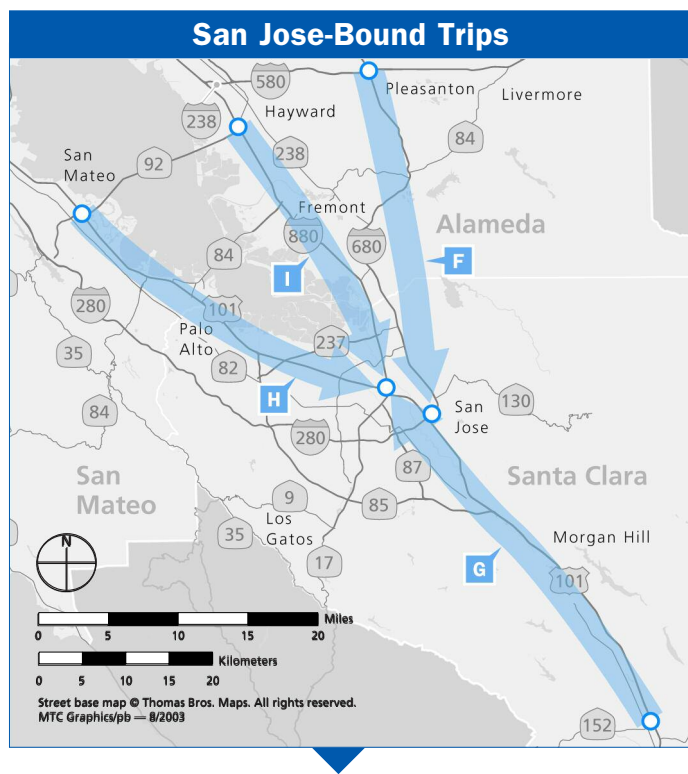 San Jose-Bound Trips
580
Pleasanton
Livermore
238
Hayward
238
84
San
Mateo
92
Fremont
Alameda
880
680
84
F
I
280
101
Palo
Alto
237
35
82
H
84
San
Jose
130
280
87
San
Mateo
Santa Clara
9
85
Los
Gatos
35
Morgan Hill
N
17
G
101
Miles
0 5 10 15 20
Kilometers
0 5 10 15 20
Street base map © Thomas Bros. Maps. All rights reserved.
MTC Graphics/pb — 8/2003
152